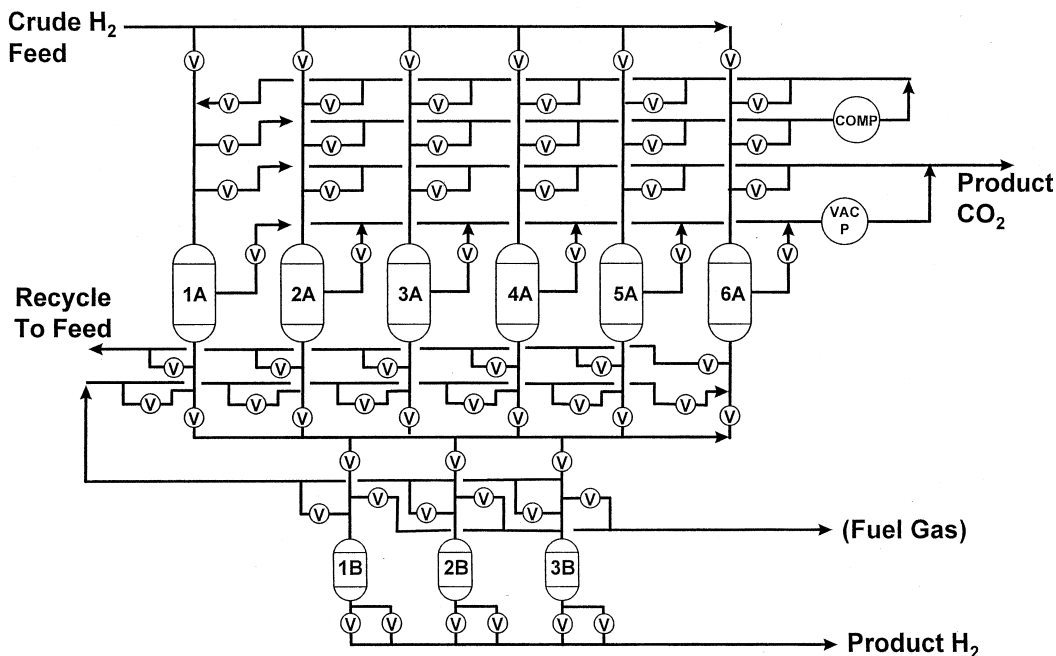 Crude H₂
Feed
V V V V V V
V V V V V V
V V V V V V
COMP
V V V V V V
Product
CO₂
VAC
P
V V V V V V
1A 2A 3A 4A 5A 6A
Recycle
To Feed
V V V V V V
V V V V V V
V V V V V V
V V V
V V V
V V V
(Fuel Gas)
1B 2B 3B
V V V V V V
Product H₂